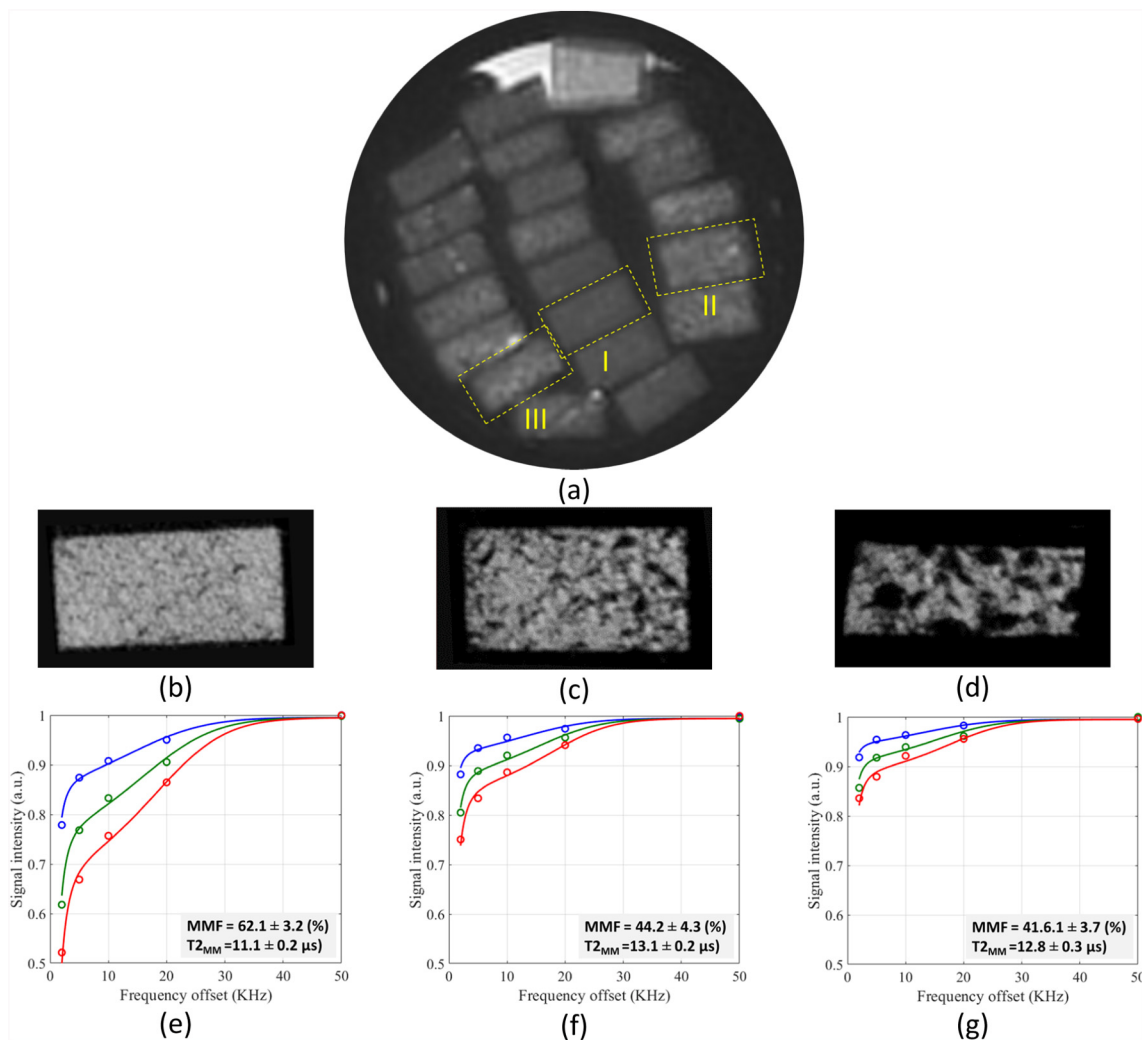 II
I
III
(a)
(b)
(c)
(d)
Signal intensity (a.u.)
1
0.9
0.8
0.7
0.6
0.5
MMF = 62.1 ± 3.2 (%)
T2MM =11.1 ± 0.2 µs)
0 10 20 30 40 50
Frequency offset (KHz)
(e)
Signal intensity (a.u.)
1
0.9
0.8
0.7
0.6
0.5
MMF = 44.2 ± 4.3 (%)
T2MM =13.1 ± 0.2 µs)
0 10 20 30 40 50
Frequency offset (KHz)
(f)
Signal intensity (a.u.)
1
0.9
0.8
0.7
0.6
0.5
MMF = 41.6.1 ± 3.7 (%)
T2MM =12.8 ± 0.3 µs)
0 10 20 30 40 50
Frequency offset (KHz)
(g)